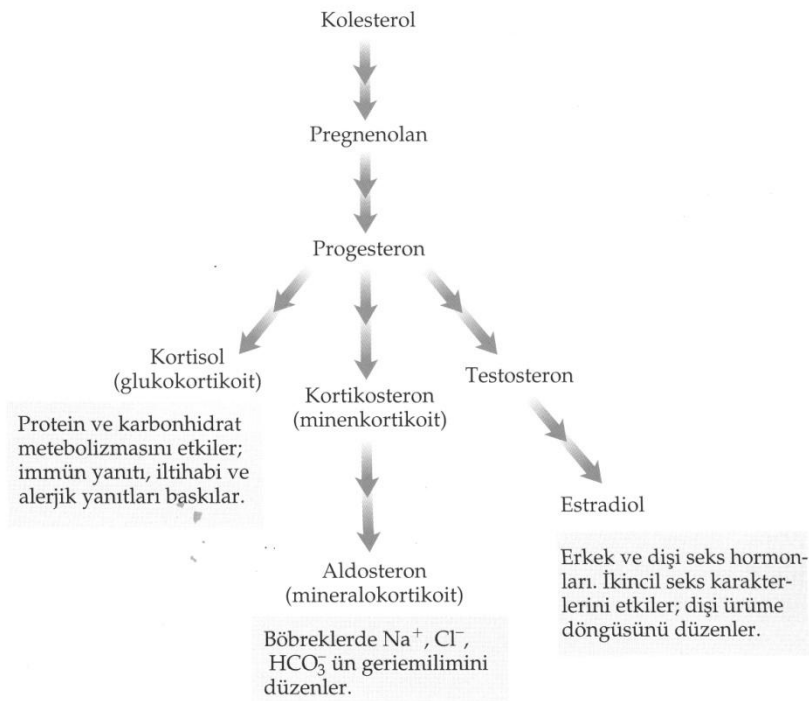 Kolesterol
Pregnenolan
Progesteron
Kortisol
(glukokortikoit)
Protein ve karbonhidrat
metebolizmasını etkiler;
immün yanıtı, iltihabi ve
alerjik yanıtları baskılar.
Kortikosteron
(minenkortikoit)
Testosteron
Aldosteron
(mineralokortikoit)
Böbreklerde Na⁺, Cl⁻,
HCO₃⁻ ün geriemilimini
düzenler.
Estradiol
Erkek ve dişi seks hormon-
ları. İkincil seks karakter-
lerini etkiler; dişi ürüme
döngüsünü düzenler.